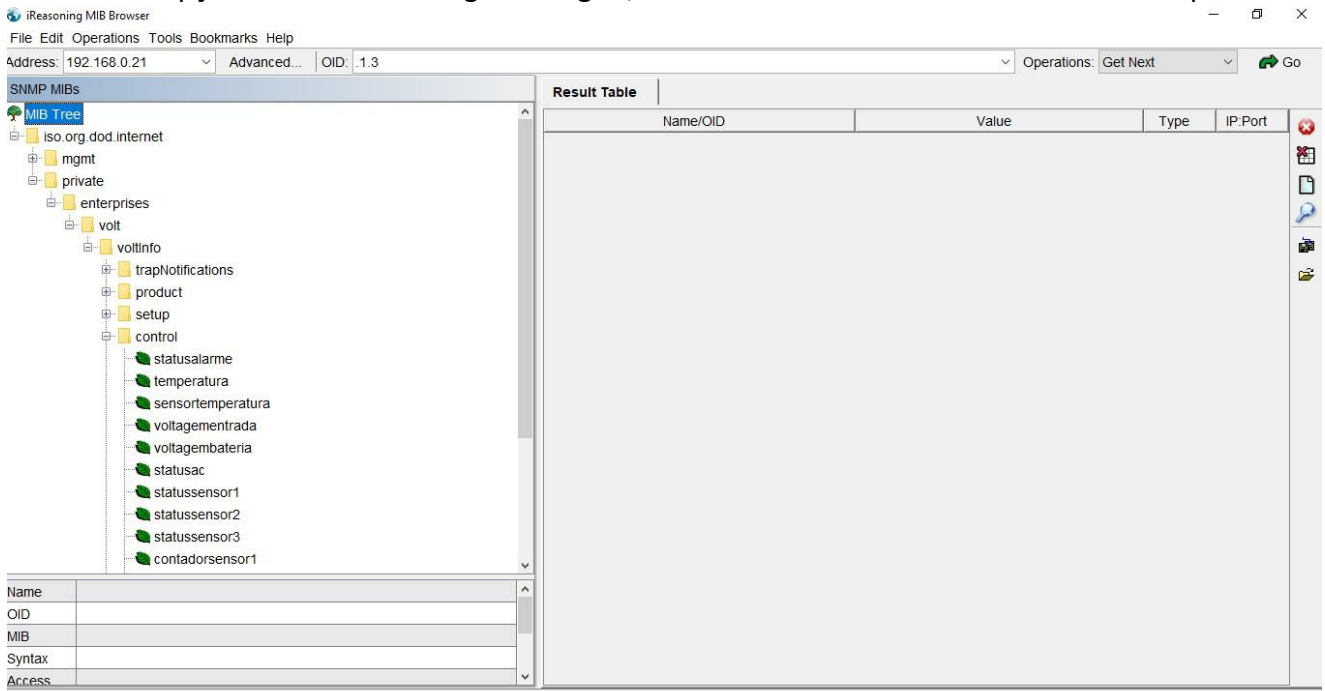 iReasoning MIB Browser
File Edit Operations Tools Bookmarks Help
Address: 192.168.0.21 Advanced... OID: .1.3 Operations: Get Next Go
SNMP MIBs
Result Table
MIB Tree
Name/OID Value Type IP:Port
iso.org.dod.internet
mgmt
private
enterprises
volt
voltInfo
trapNotifications
product
setup
control
statusalarme
temperatura
sensortemperatura
voltagementrada
voltagembateria
statusac
statussensor1
statussensor2
statussensor3
contadorsensor1
Name
OID
MIB
Syntax
Access